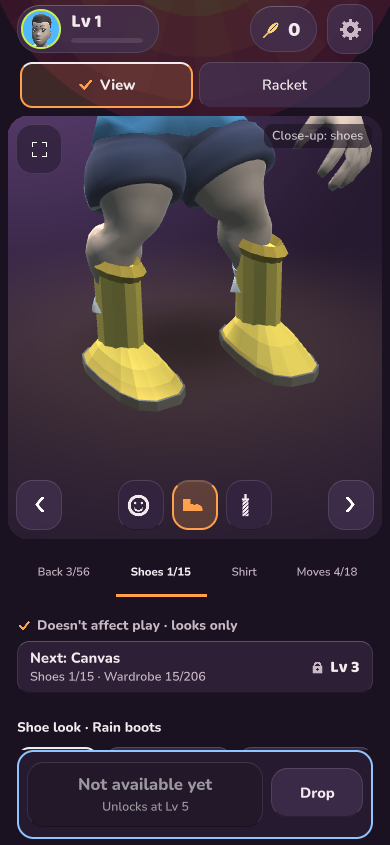 Lv 1
0
View
Racket
Close-up: shoes
Back 3/56
Shoes 1/15
Shirt
Moves 4/18
Doesn't affect play · looks only
Next: Canvas
Shoes 1/15 · Wardrobe 15/206
Lv 3
Shoe look · Rain boots
Not available yet
Unlocks at Lv 5
Drop